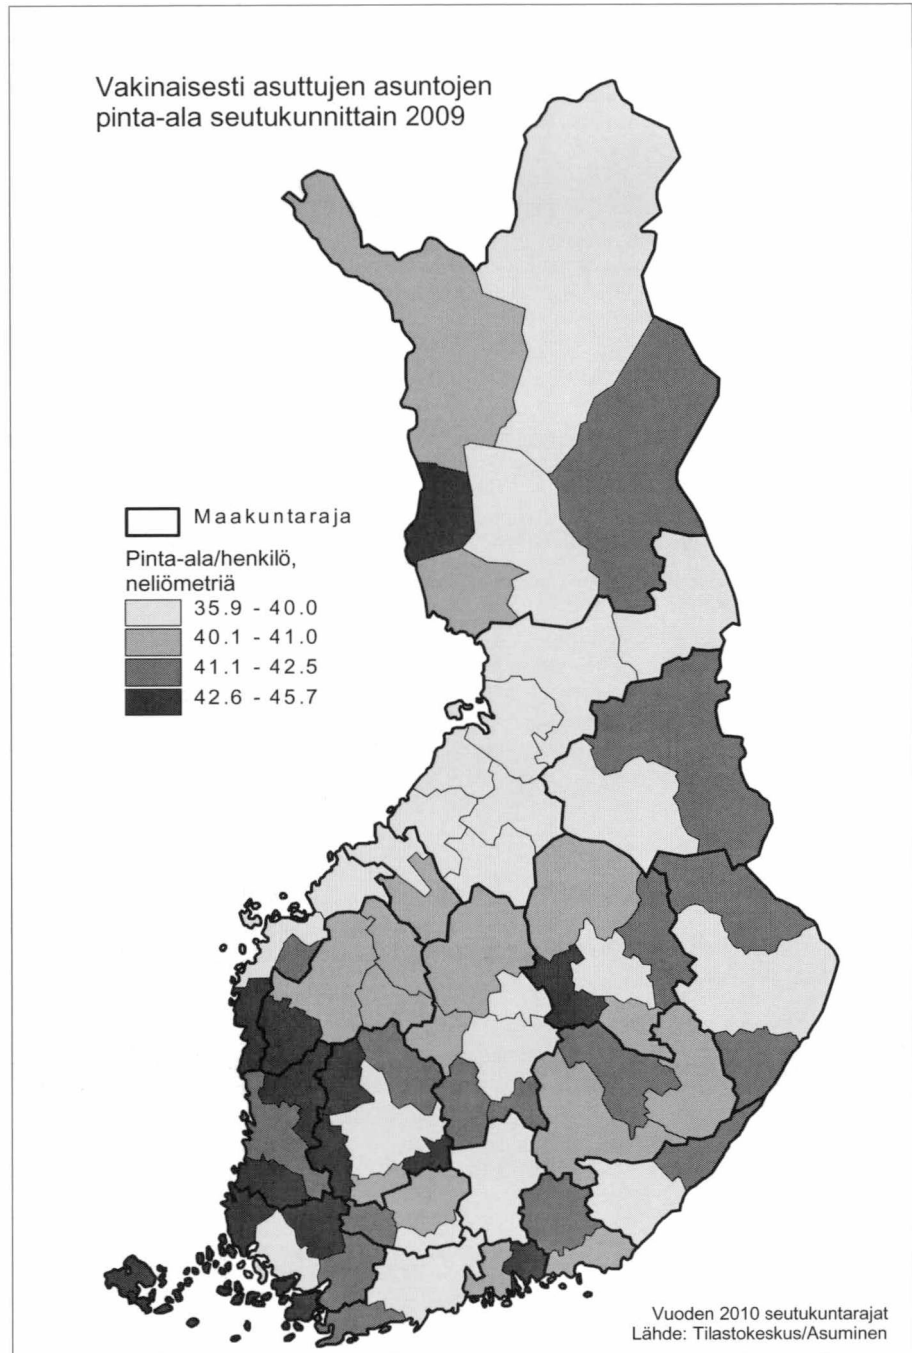 Vakinaisesti asuttujen asuntojen
pinta-ala seutukunnittain 2009
Maakuntaraja
Pinta-ala/henkilö,
neliömetriä
35.9 - 40.0
40.1 - 41.0
41.1 - 42.5
42.6 - 45.7
Vuoden 2010 seutukuntarajat
Lähde: Tilastokeskus/Asuminen